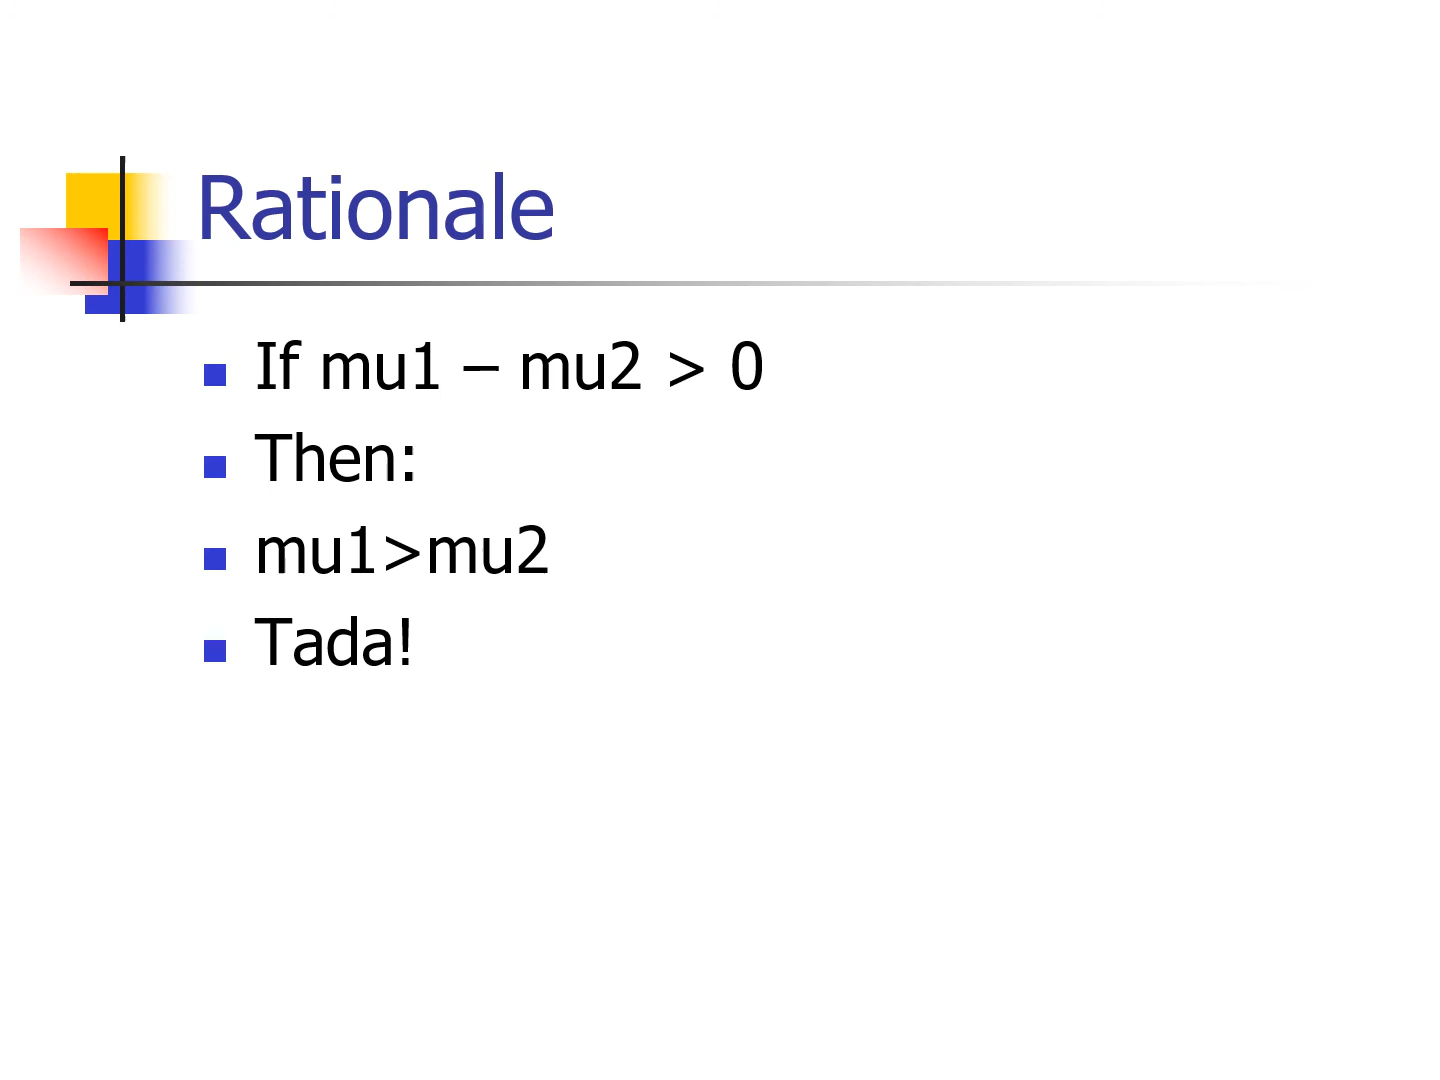 Rationale
If mu1 – mu2 > 0
Then:
mu1>mu2
Tada!